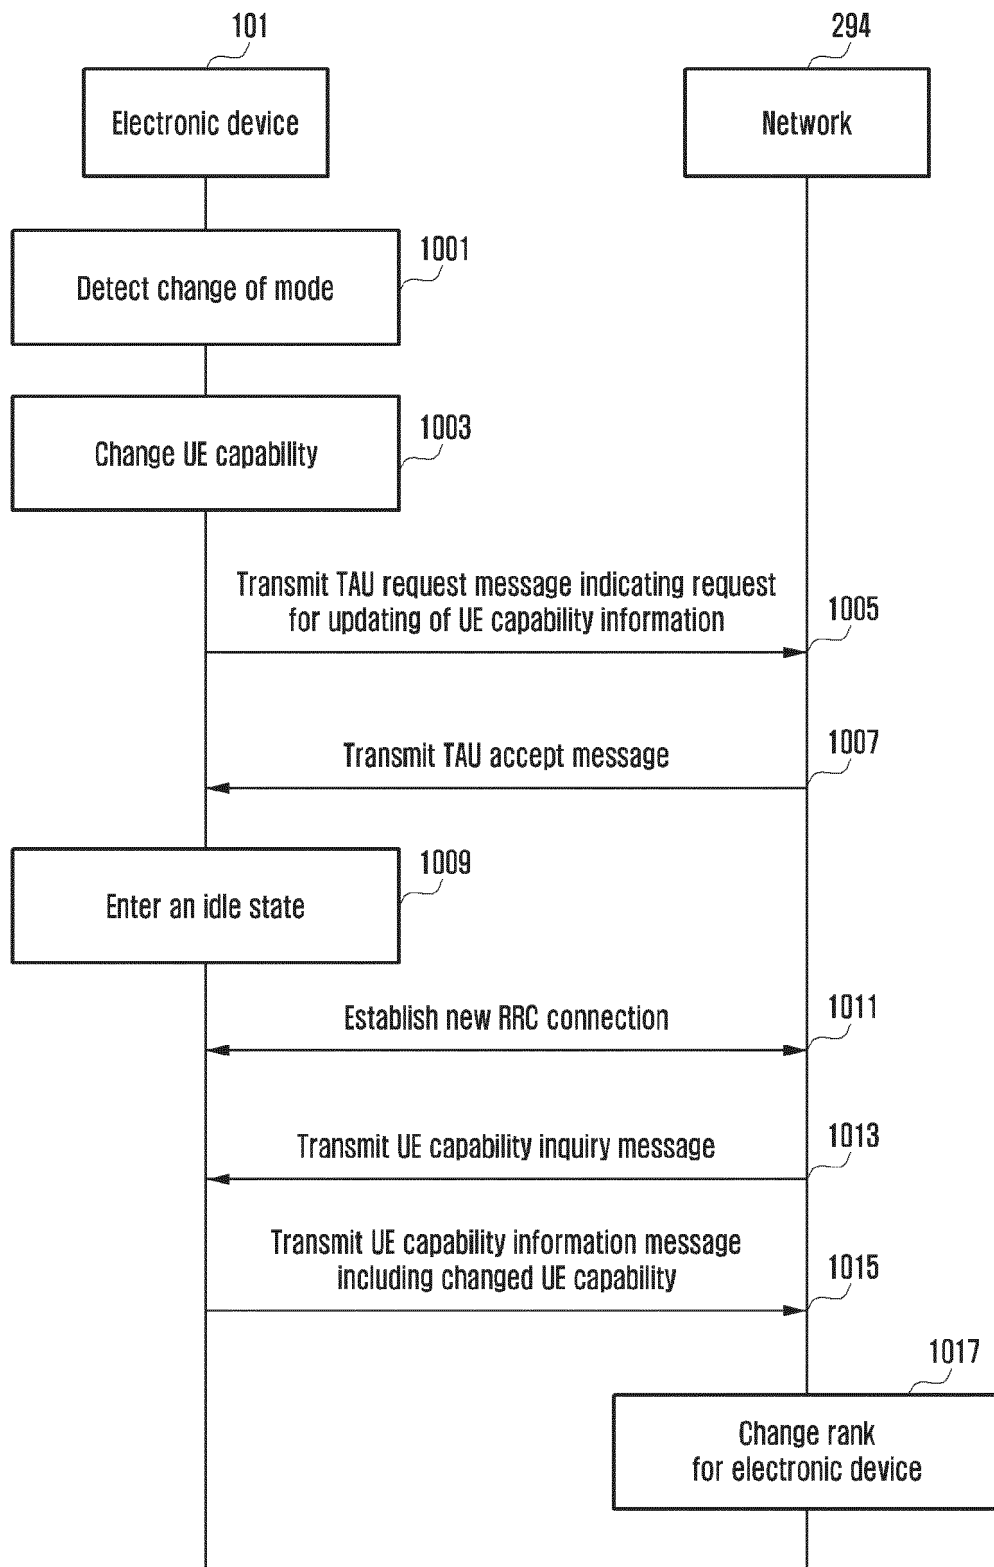 101
294
Electronic device
Network
1001
Detect change of mode
1003
Change UE capability
Transmit TAU request message indicating request
for updating of UE capability information
1005
Transmit TAU accept message
1007
1009
Enter an idle state
Establish new RRC connection
1011
Transmit UE capability inquiry message
1013
Transmit UE capability information message
including changed UE capability
1015
1017
Change rank
for electronic device